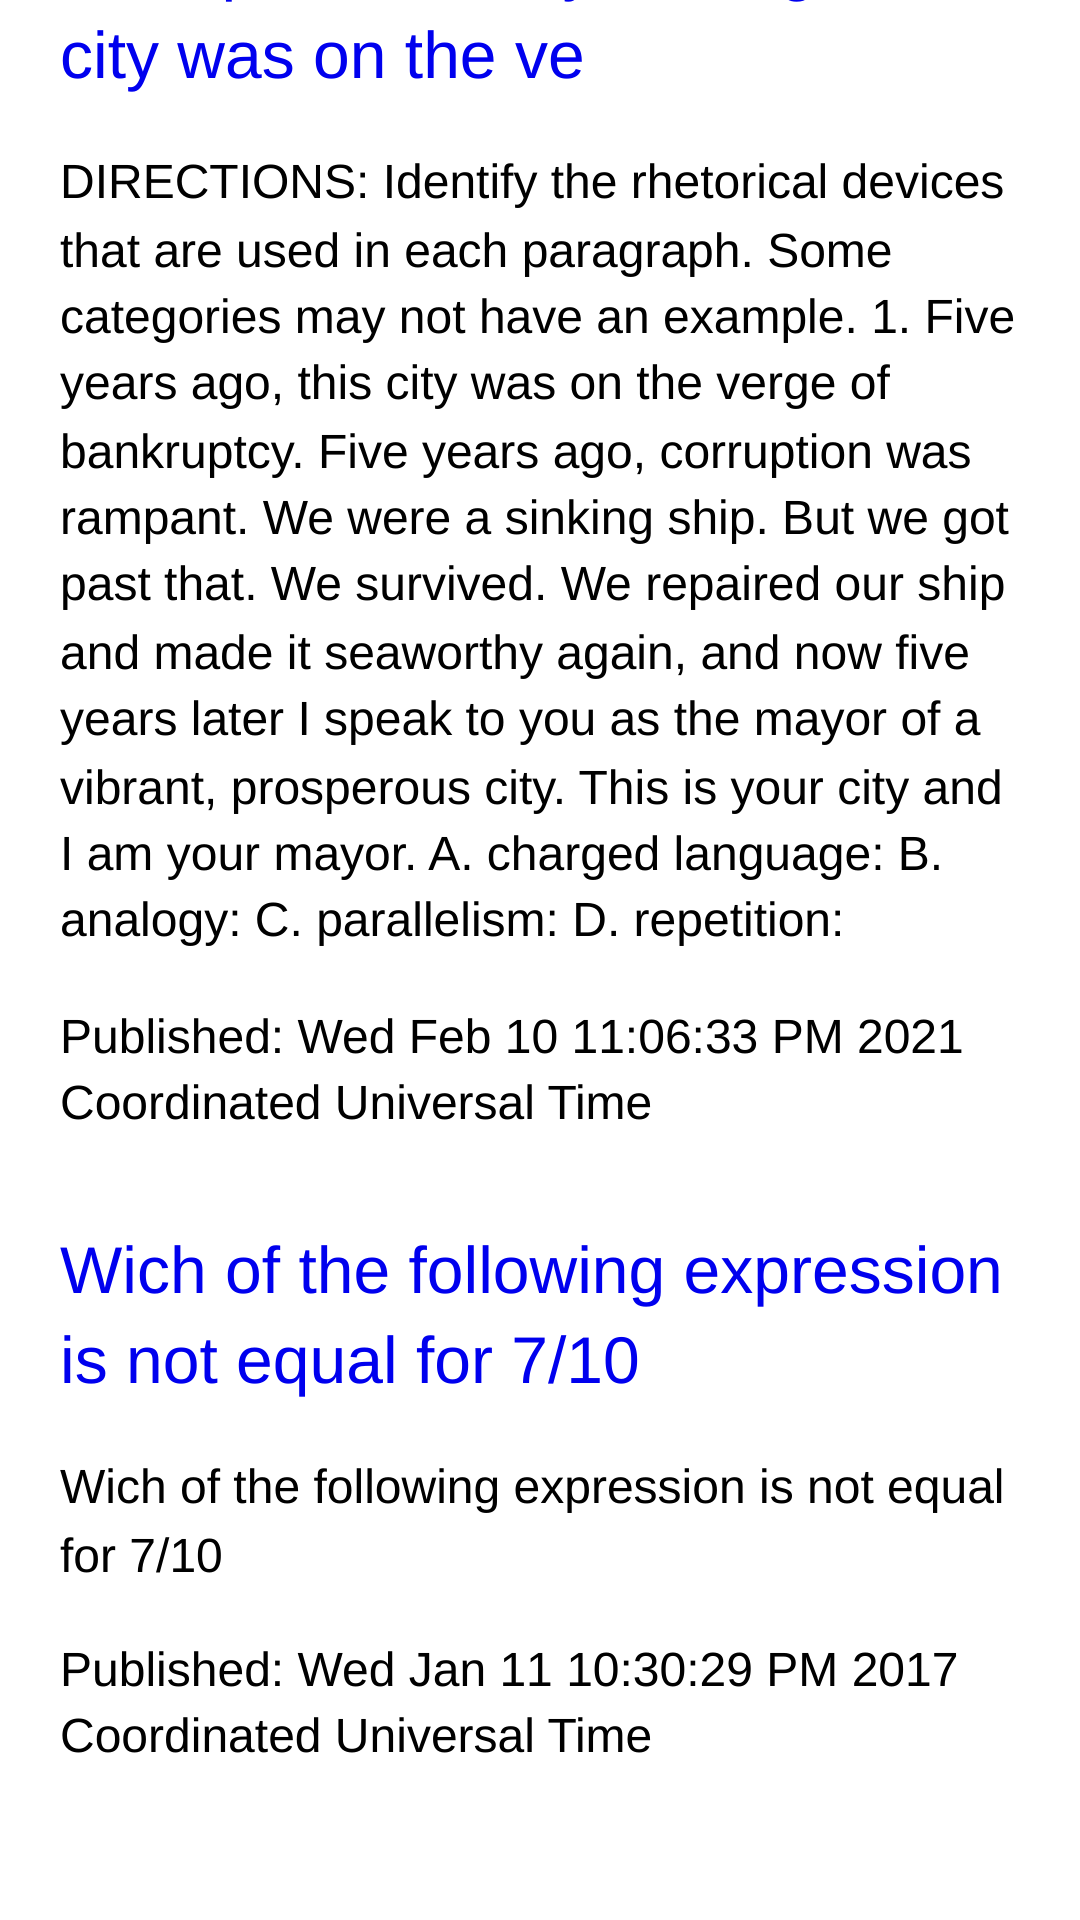 city was on the ve
DIRECTIONS: Identify the rhetorical devices
that are used in each paragraph. Some
categories may not have an example. 1. Five
years ago, this city was on the verge of
bankruptcy. Five years ago, corruption was
rampant. We were a sinking ship. But we got
past that. We survived. We repaired our ship
and made it seaworthy again, and now five
years later I speak to you as the mayor of a
vibrant, prosperous city. This is your city and
I am your mayor. A. charged language: B.
analogy: C. parallelism: D. repetition:
Published: Wed Feb 10 11:06:33 PM 2021
Coordinated Universal Time
Wich of the following expression
is not equal for 7/10
Wich of the following expression is not equal
for 7/10
Published: Wed Jan 11 10:30:29 PM 2017
Coordinated Universal Time